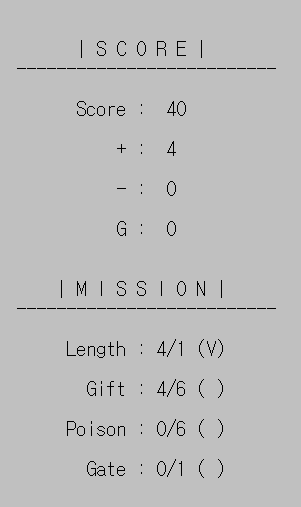 |SCORE|
--------------------------
Score : 40
+ : 4
- : 0
G : 0
|MISSION|
--------------------------
Length : 4/1 (V)
Gift : 4/6 ( )
Poison : 0/6 ( )
Gate : 0/1 ( )